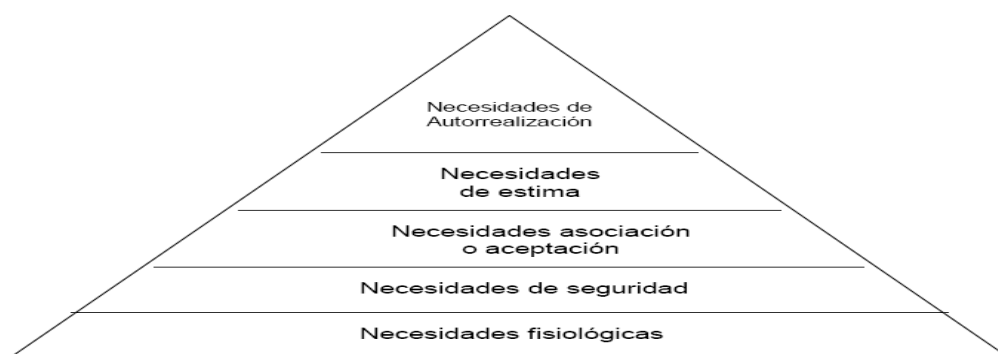 Necesidades de
Autorrealización
Necesidades
de estima
Necesidades asociación
o aceptación
Necesidades de seguridad
Necesidades fisiológicas